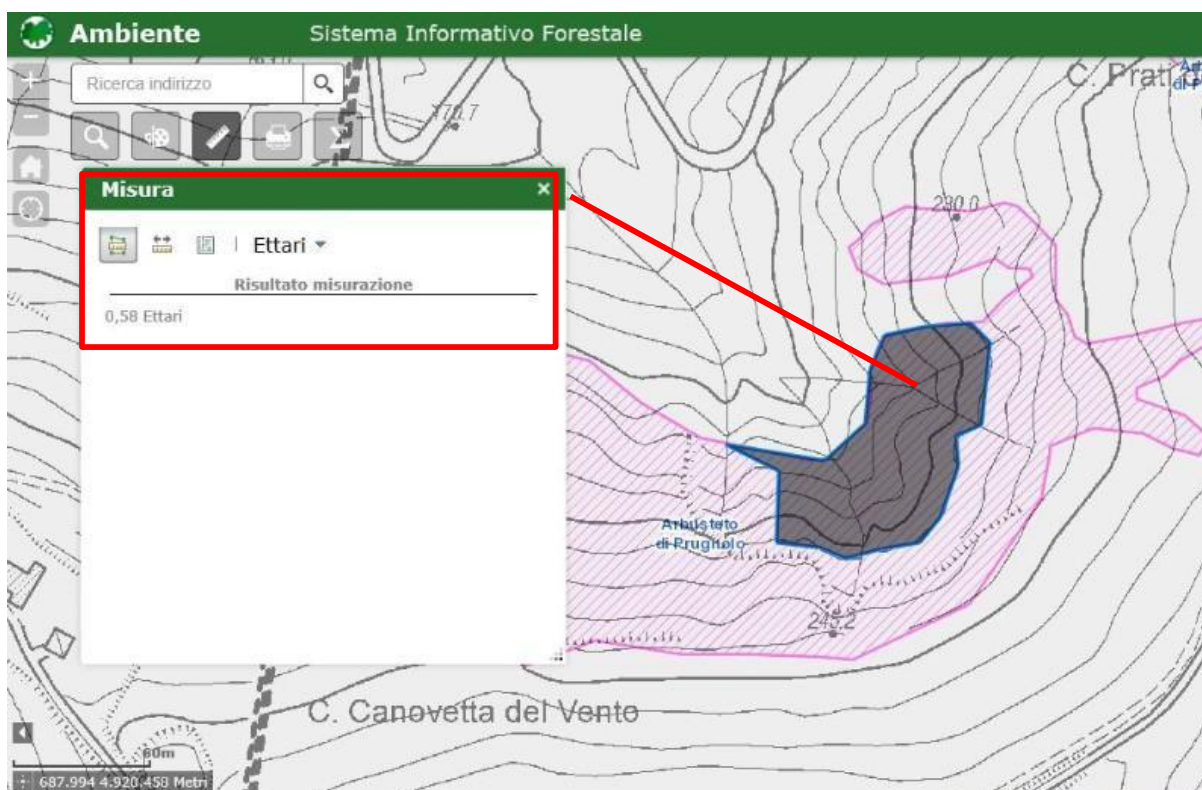 Ambiente Sistema Informativo Forestale
Ricerca indirizzo
170.7
C. Prati
Misura ×
Ettari
Risultato misurazione
0,58 Ettari
230.0
Arbusteto
di Prugnolo
245.2
C. Canovetta del Vento
60m
687.994 4.920.458 Metri